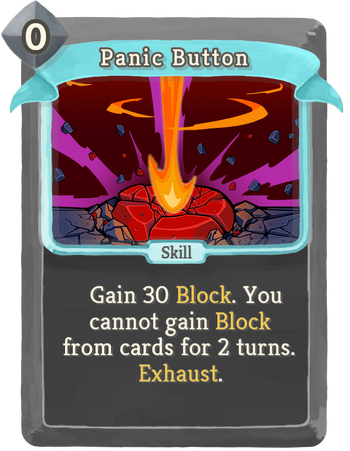 0
Panic Button
Skill
Gain 30 Block. You
cannot gain Block
from cards for 2 turns.
Exhaust.